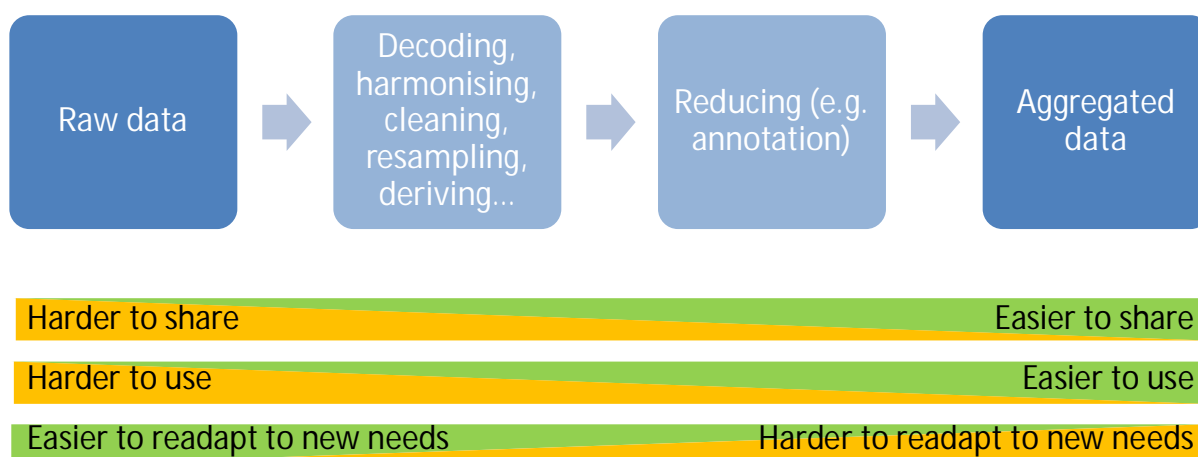 Raw data
Decoding,
harmonising,
cleaning,
resampling,
deriving...
Reducing (e.g.
annotation)
Aggregated
data
Harder to share
Easier to share
Harder to use
Easier to use
Easier to readapt to new needs
Harder to readapt to new needs